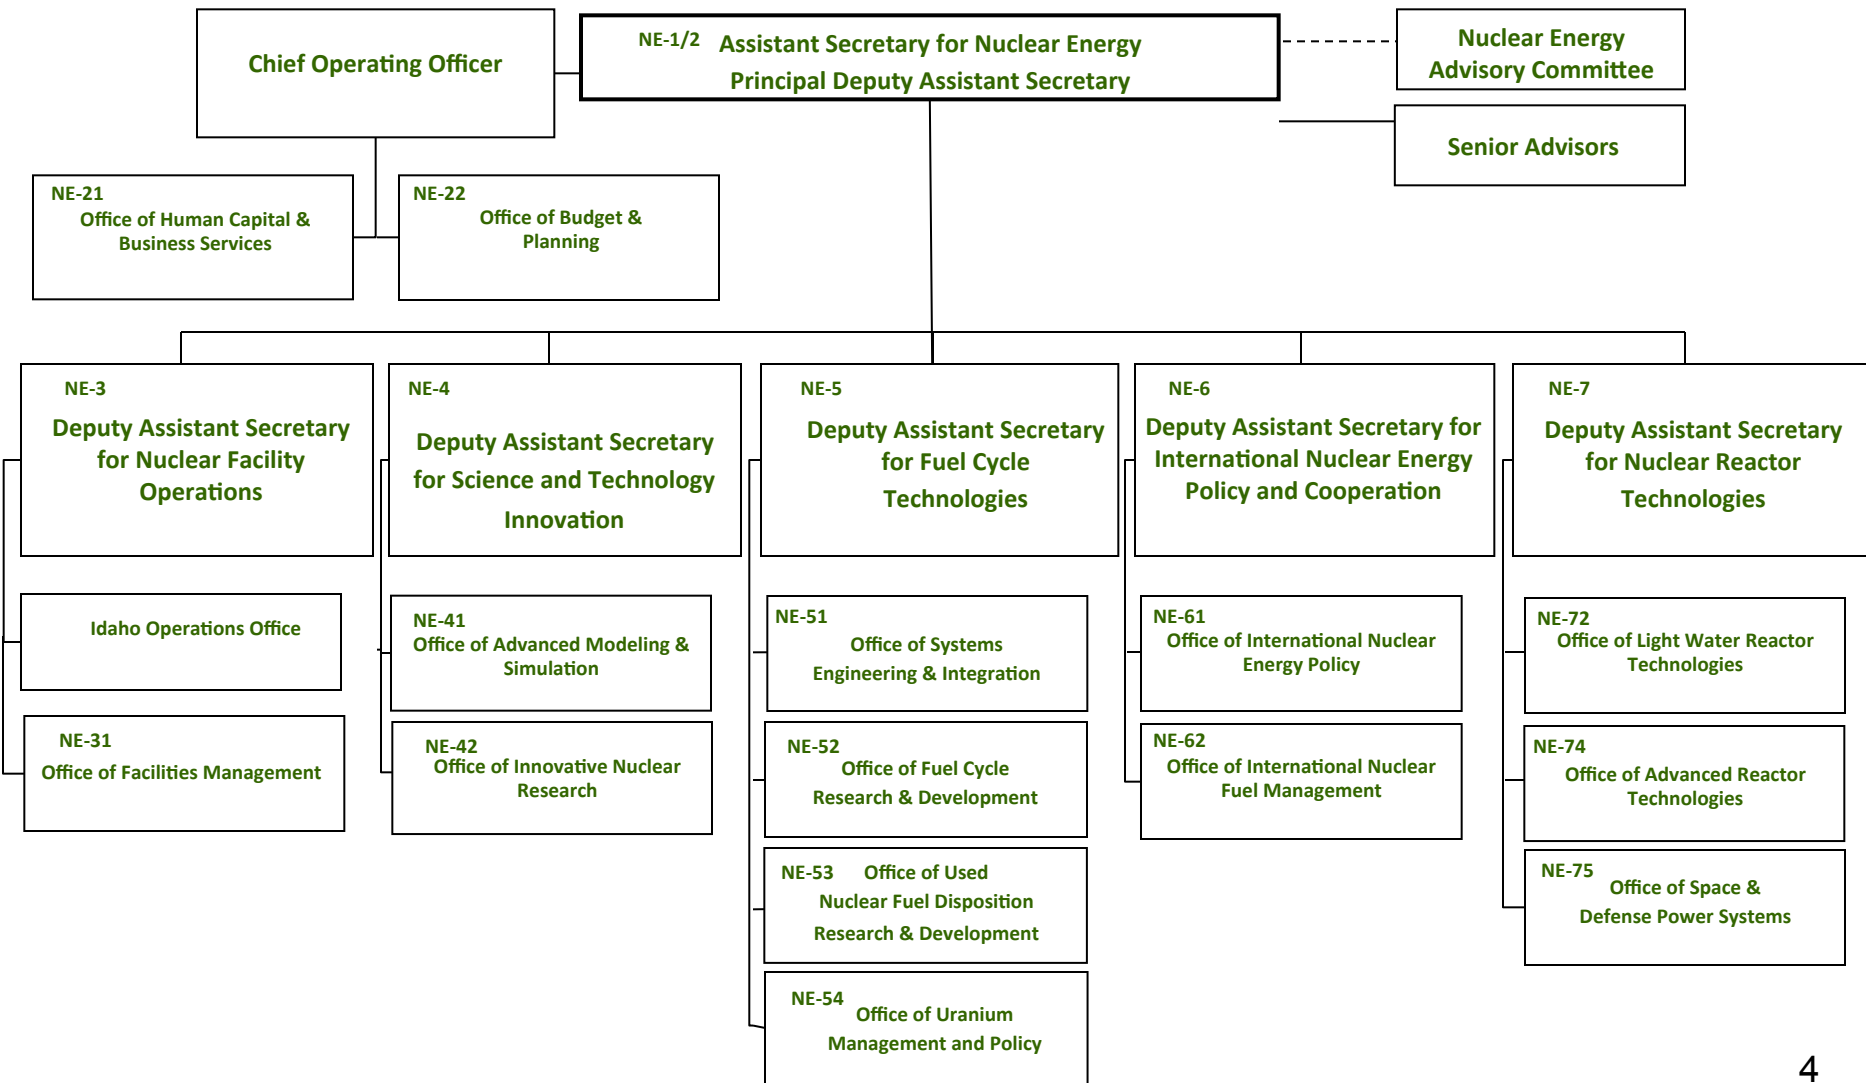 Chief Operating Officer
NE-1/2 Assistant Secretary for Nuclear Energy
Principal Deputy Assistant Secretary
Nuclear Energy
Advisory Committee
Senior Advisors
NE-21
Office of Human Capital &
Business Services
NE-22
Office of Budget &
Planning
NE-3
Deputy Assistant Secretary
for Nuclear Facility
Operations
NE-4
Deputy Assistant Secretary
for Science and Technology
Innovation
NE-5
Deputy Assistant Secretary
for Fuel Cycle
Technologies
NE-6
Deputy Assistant Secretary for
International Nuclear Energy
Policy and Cooperation
NE-7
Deputy Assistant Secretary
for Nuclear Reactor
Technologies
Idaho Operations Office
NE-31
Office of Facilities Management
NE-41
Office of Advanced Modeling &
Simulation
NE-42
Office of Innovative Nuclear
Research
NE-51
Office of Systems
Engineering & Integration
NE-52
Office of Fuel Cycle
Research & Development
NE-53 Office of Used
Nuclear Fuel Disposition
Research & Development
NE-54
Office of Uranium
Management and Policy
NE-61
Office of International Nuclear
Energy Policy
NE-62
Office of International Nuclear
Fuel Management
NE-72
Office of Light Water Reactor
Technologies
NE-74
Office of Advanced Reactor
Technologies
NE-75
Office of Space &
Defense Power Systems
4